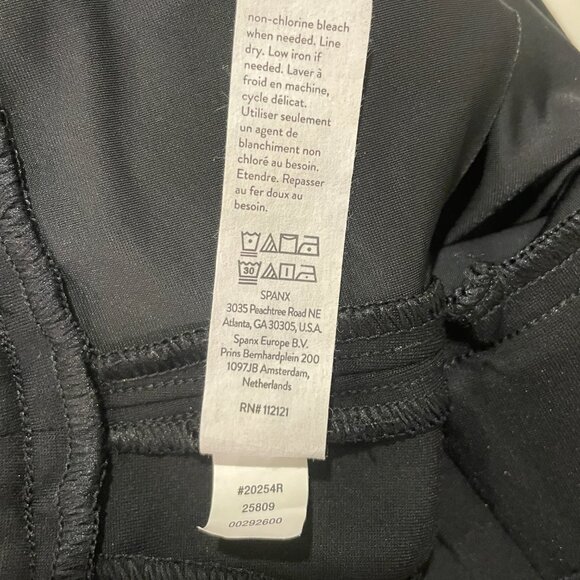 non-chlorine bleach
when needed. Line
dry. Low iron if
needed. Laver à
froid en machine,
cycle délicat.
Utiliser seulement
un agent de
blanchiment non
chloré au besoin.
Etendre. Repasser
au fer doux au
besoin.
30
SPANX
3035 Peachtree Road NE
Atlanta, GA 30305, U.S.A.
Spanx Europe B.V.
Prins Bernhardplein 200
1097JB Amsterdam,
Netherlands
RN# 112121
#20254R
25809
00292600